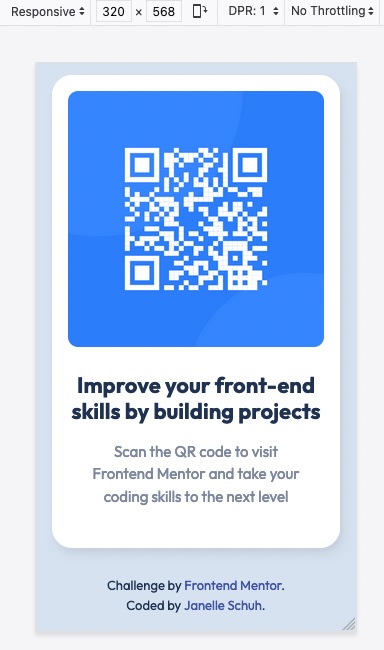 Responsive 320 × 568 DPR: 1 No Throttling
Improve your front-end
skills by building projects
Scan the QR code to visit
Frontend Mentor and take your
coding skills to the next level
Challenge by Frontend Mentor.
Coded by Janelle Schuh.